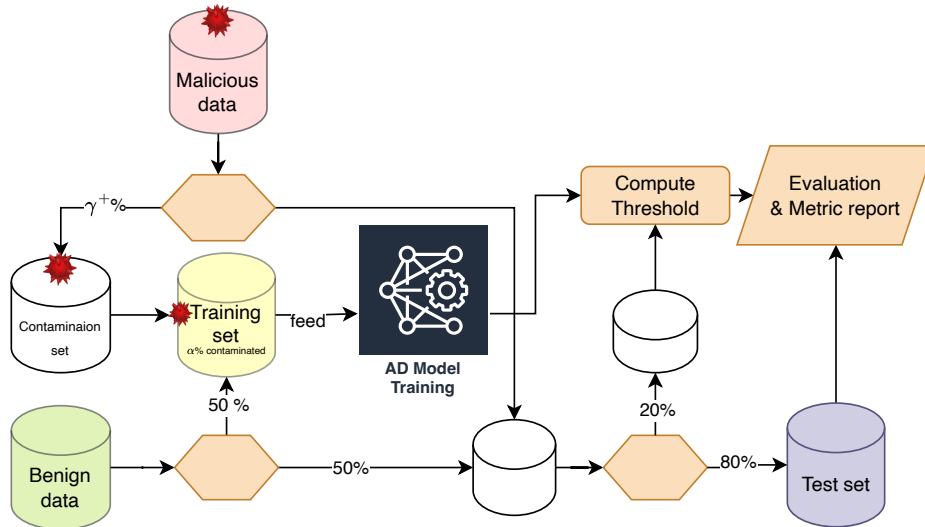 Malicious
data
γ⁺%
Compute
Threshold
Evaluation
& Metric report
Contaminaion
set
Training
set
α% contaminated
feed
AD Model
Training
50 %
20%
Benign
data
50%
80%
Test set